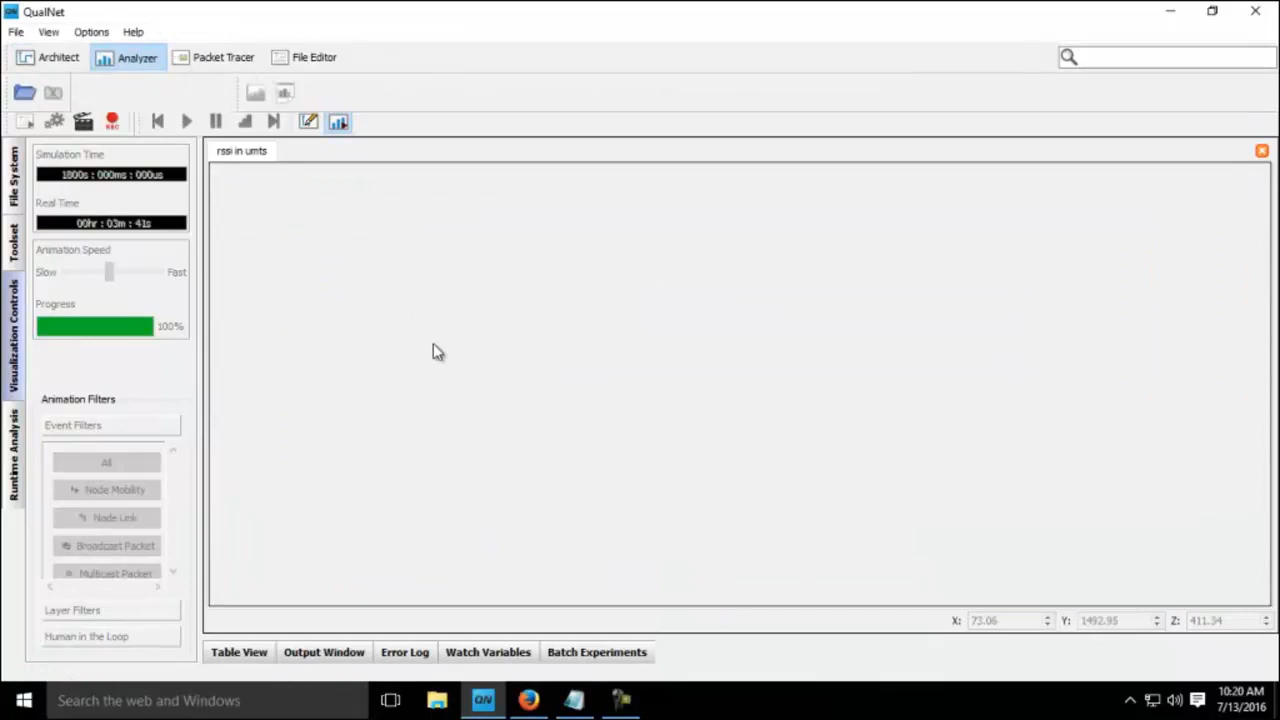 QualNet
File View Options Help
Architect Analyzer Packet Tracer File Editor
REC
File System
Toolset
Visualization Controls
Runtime Analysis
Simulation Time
1800s : 000ms : 000us
Real Time
00hr : 03m : 41s
Animation Speed
Slow Fast
Progress
100%
Animation Filters
Event Filters
All
Node Mobility
Node Link
Broadcast Packet
Multicast Packet
Layer Filters
Human in the Loop
rssi in umts
X: 73.06 Y: 1492.95 Z: 411.34
Table View Output Window Error Log Watch Variables Batch Experiments
Search the web and Windows
QN
10:20 AM
7/13/2016